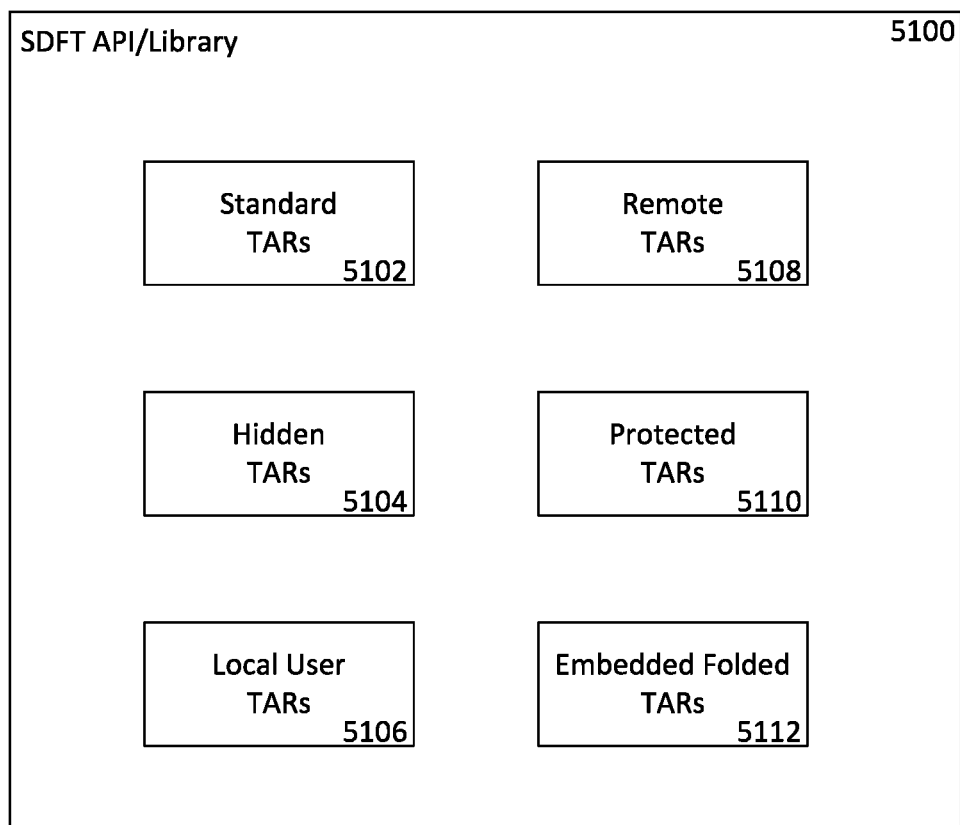 SDFT API/Library
5100
Standard
TARs
5102
Remote
TARs
5108
Hidden
TARs
5104
Protected
TARs
5110
Local User
TARs
5106
Embedded Folded
TARs
5112